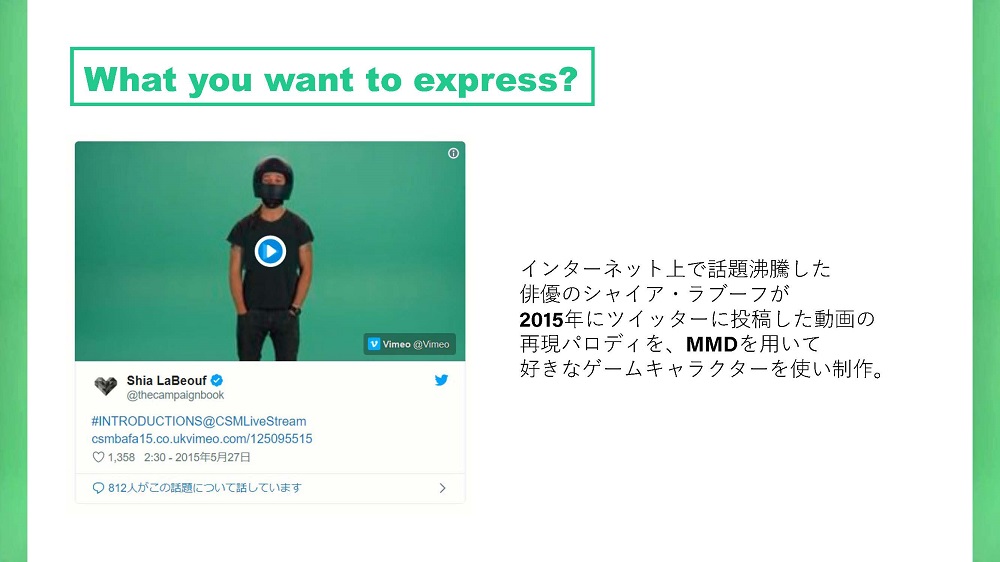 What you want to express?
Vimeo @Vimeo
Shia LaBeouf
@thecampaignbook
#INTRODUCTIONS@CSMLiveStream
csmbafa15.co.ukvimeo.com/125095515
1,358 2:30 - 2015年5月27日
812人がこの話題について話しています
インターネット上で話題沸騰した
俳優のシャイア・ラブーフが
2015年にツイッターに投稿した動画の
再現パロディを、MMDを用いて
好きなゲームキャラクターを使い制作。